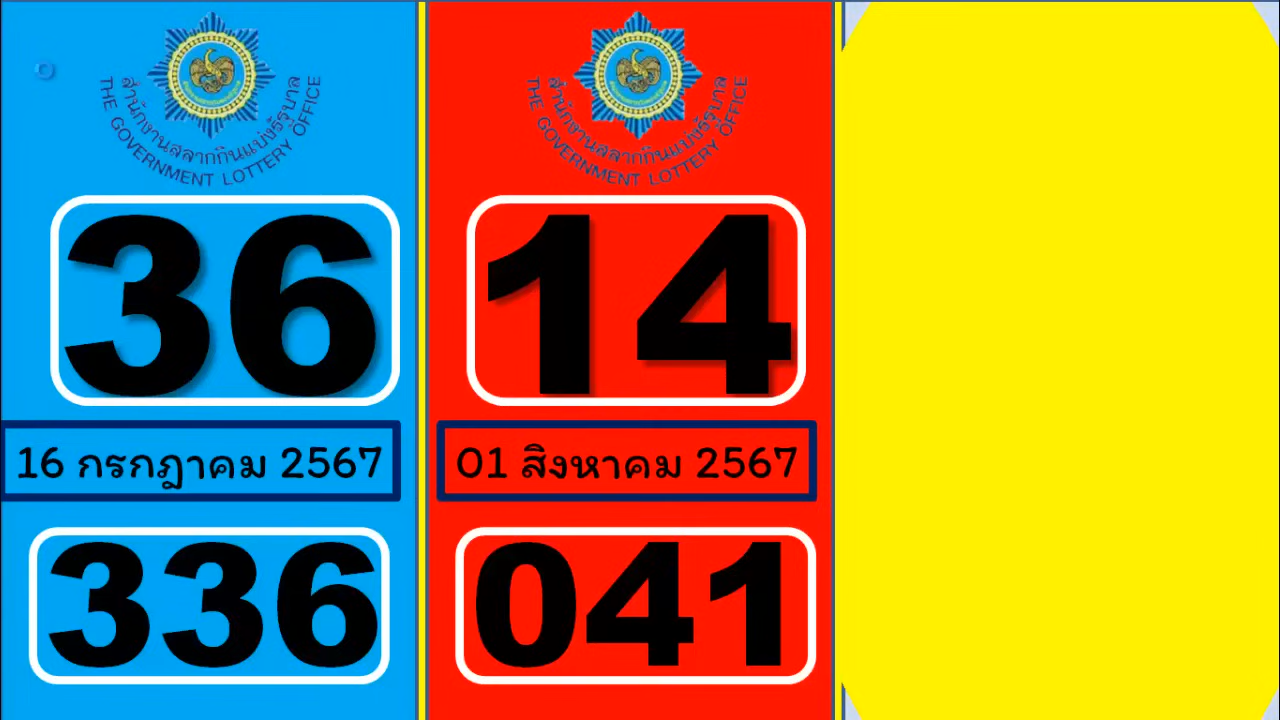 สำนักงานสลากกินแบ่งรัฐบาล
THE GOVERNMENT LOTTERY OFFICE
36
16 กรกฎาคม 2567
336
สำนักงานสลากกินแบ่งรัฐบาล
THE GOVERNMENT LOTTERY OFFICE
14
01 สิงหาคม 2567
041